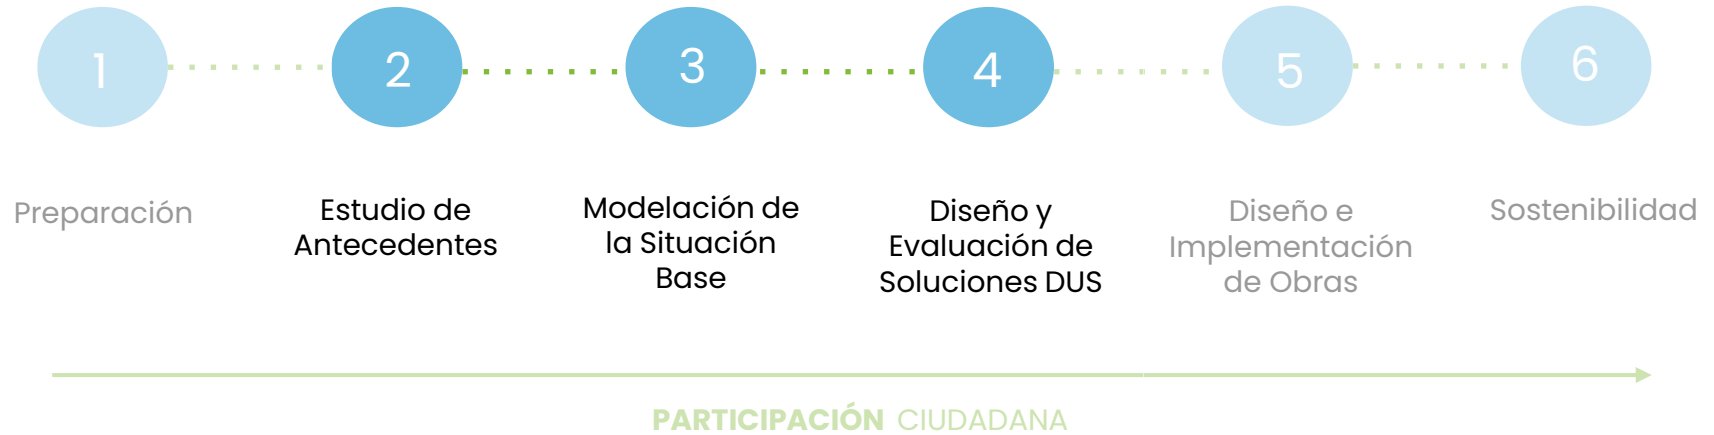 1
2
3
4
5
6
Preparación
Estudio de
Antecedentes
Modelación de
la Situación
Base
Diseño y
Evaluación de
Soluciones DUS
Diseño e
Implementación
de Obras
Sostenibilidad
PARTICIPACIÓN CIUDADANA